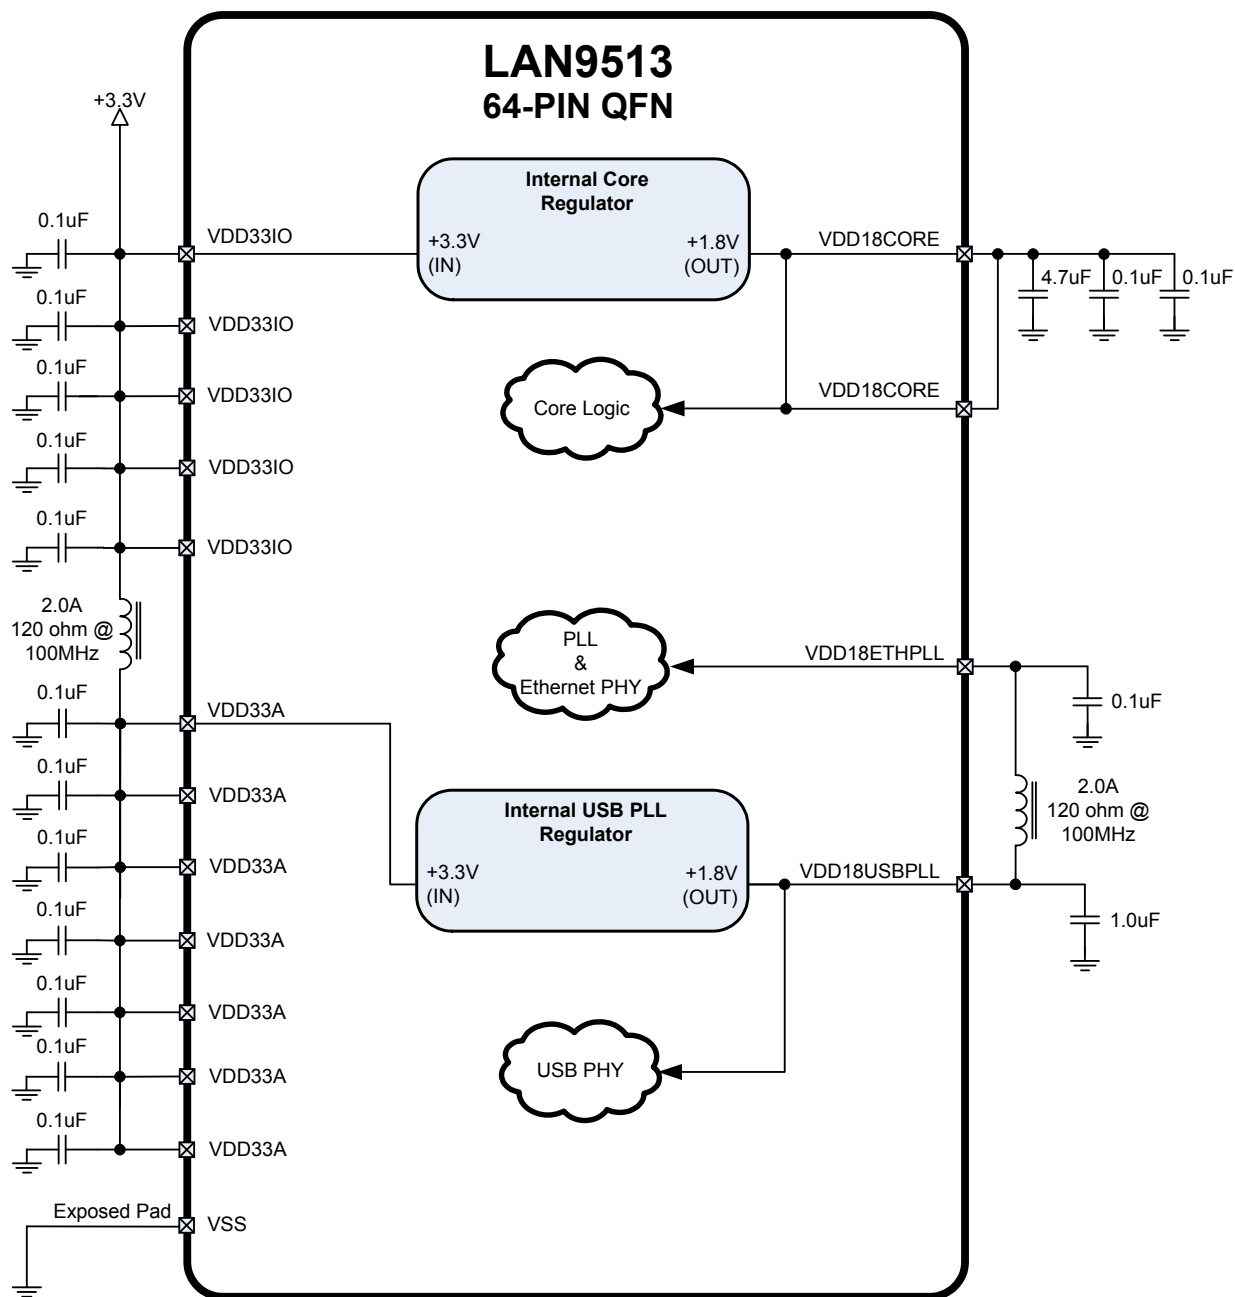 LAN9513
64-PIN QFN
+3.3V
Internal Core
Regulator
+3.3V
(IN)
+1.8V
(OUT)
0.1uF
VDD33IO
VDD18CORE
4.7uF
0.1uF
0.1uF
0.1uF
VDD33IO
0.1uF
VDD33IO
Core Logic
VDD18CORE
0.1uF
VDD33IO
0.1uF
VDD33IO
2.0A
120 ohm @
100MHz
PLL
&
Ethernet PHY
VDD18ETHPLL
0.1uF
0.1uF
VDD33A
0.1uF
VDD33A
Internal USB PLL
Regulator
+3.3V
(IN)
+1.8V
(OUT)
2.0A
120 ohm @
100MHz
0.1uF
VDD33A
VDD18USBPLL
1.0uF
0.1uF
VDD33A
0.1uF
VDD33A
0.1uF
VDD33A
USB PHY
0.1uF
VDD33A
Exposed Pad
VSS